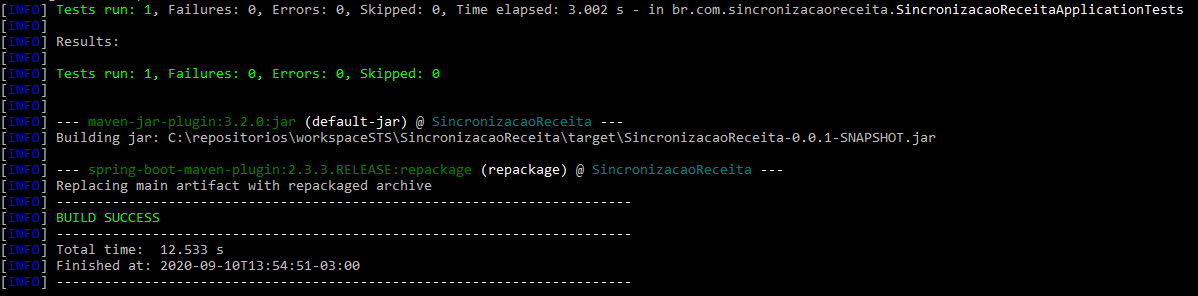 [INFO] Tests run: 1, Failures: 0, Errors: 0, Skipped: 0, Time elapsed: 3.002 s - in br.com.sincronizacaoreceita.SincronizacaoReceitaApplicationTests
[INFO]
[INFO] Results:
[INFO]
[INFO] Tests run: 1, Failures: 0, Errors: 0, Skipped: 0
[INFO]
[INFO]
[INFO] --- maven-jar-plugin:3.2.0:jar (default-jar) @ SincronizacaoReceita ---
[INFO] Building jar: C:\repositorios\workspaceSTS\SincronizacaoReceita\target\SincronizacaoReceita-0.0.1-SNAPSHOT.jar
[INFO]
[INFO] --- spring-boot-maven-plugin:2.3.3.RELEASE:repackage (repackage) @ SincronizacaoReceita ---
[INFO] Replacing main artifact with repackaged archive
[INFO] ------------------------------------------------------------------------
[INFO] BUILD SUCCESS
[INFO] ------------------------------------------------------------------------
[INFO] Total time:  12.533 s
[INFO] Finished at: 2020-09-10T13:54:51-03:00
[INFO] ------------------------------------------------------------------------